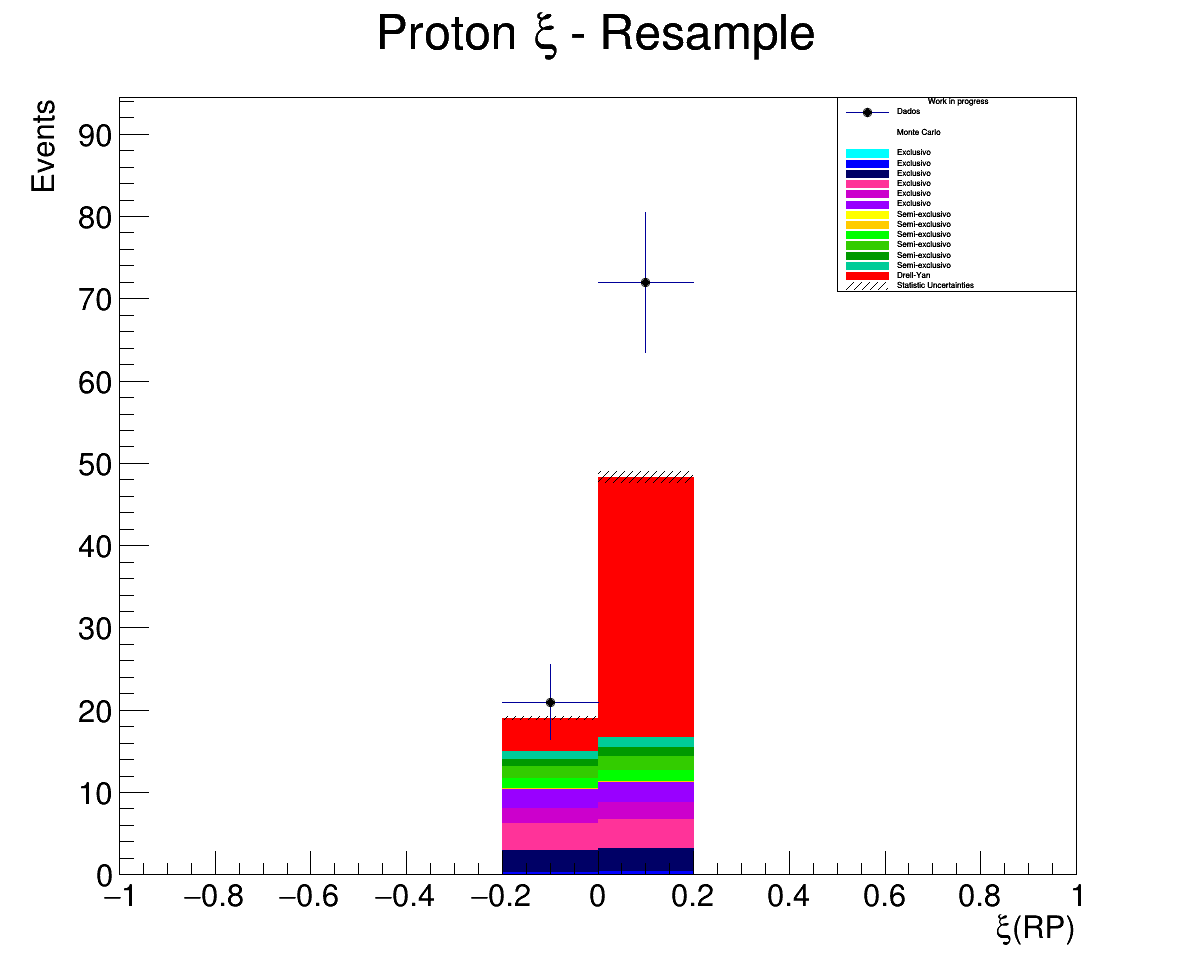 Proton ξ - Resample
Events
90
80
70
60
50
40
30
20
10
0
−1
−0.8
−0.6
−0.4
−0.2
0
0.2
0.4
0.6
0.8
1
ξ(RP)
Work in progress
Dados
Monte Carlo
Exclusivo
Exclusivo
Exclusivo
Exclusivo
Exclusivo
Exclusivo
Semi-exclusivo
Semi-exclusivo
Semi-exclusivo
Semi-exclusivo
Semi-exclusivo
Semi-exclusivo
Drell-Yan
Statistic Uncertainties